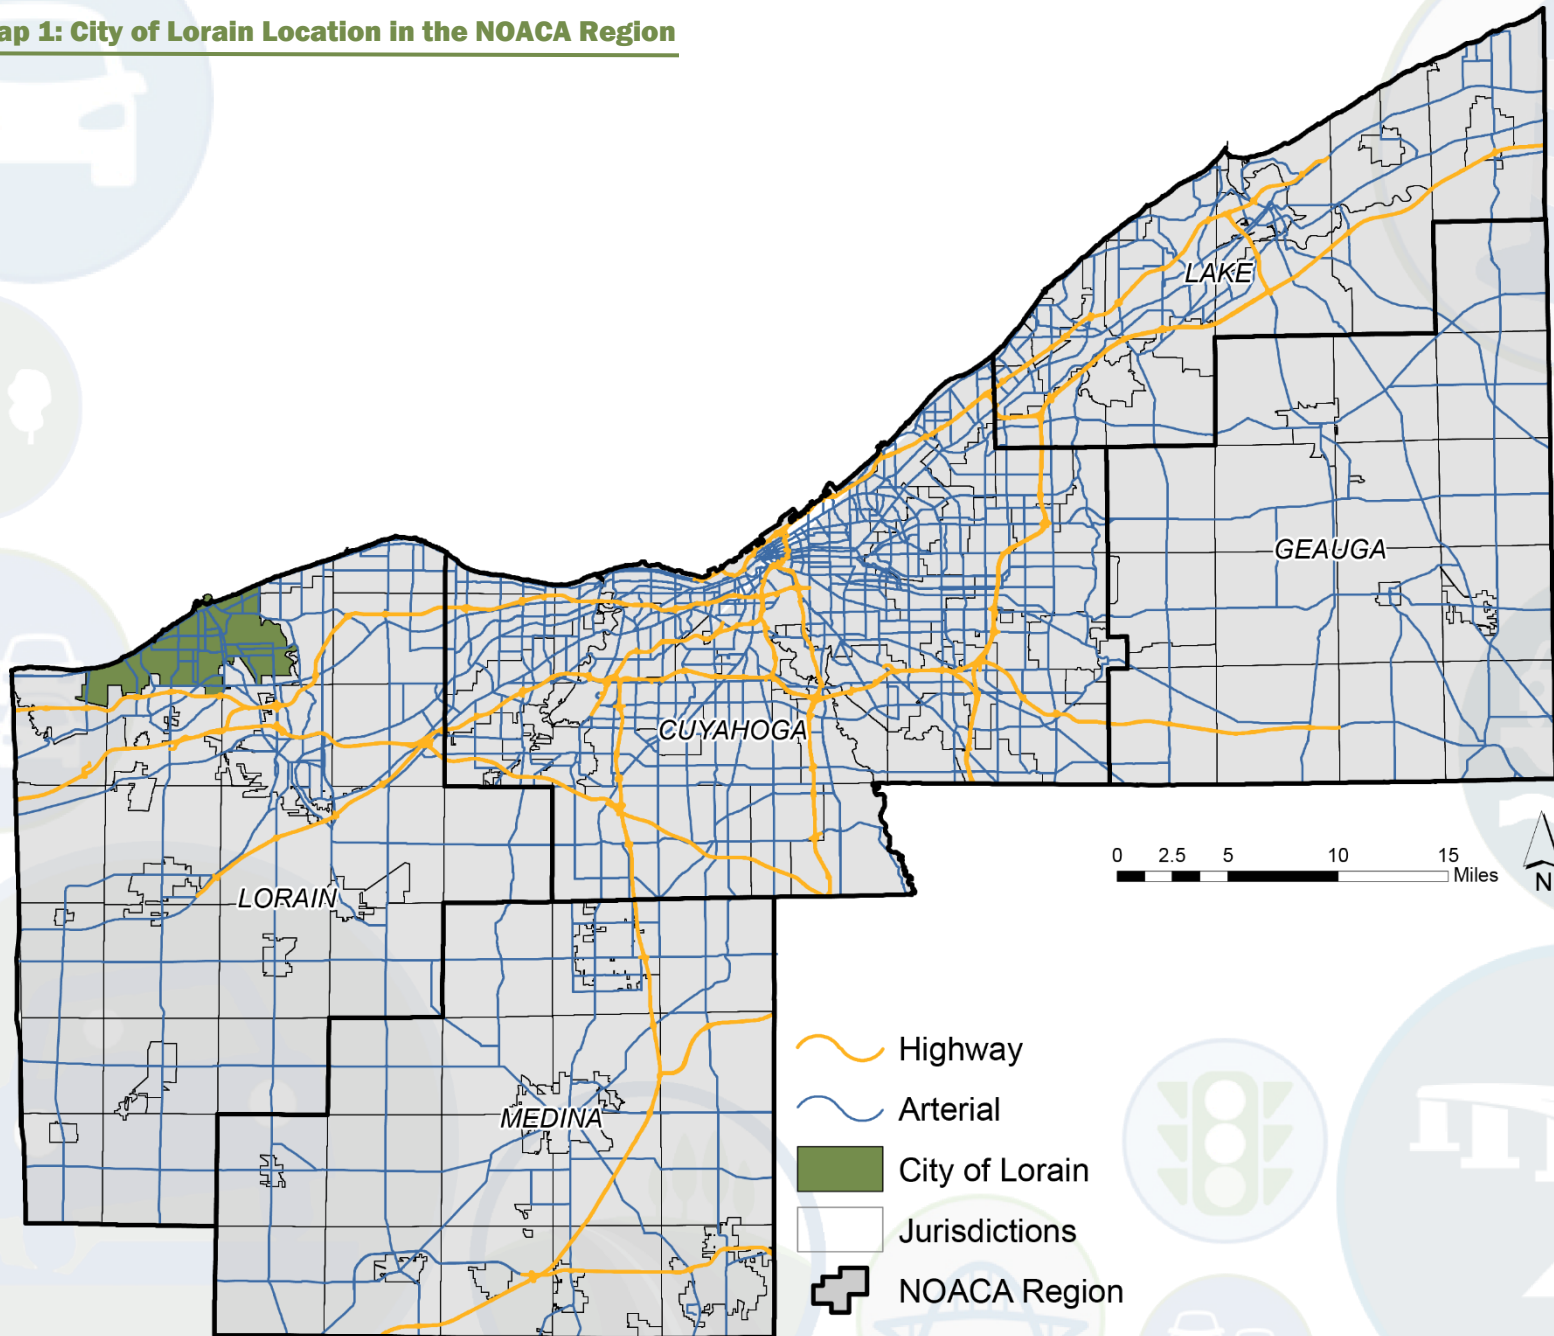 ap 1: City of Lorain Location in the NOACA Region
LAKE
GEAUGA
CUYAHOGA
LORAIN
MEDINA
0 2.5 5 10 15
Miles
N
Highway
Arterial
City of Lorain
Jurisdictions
NOACA Region